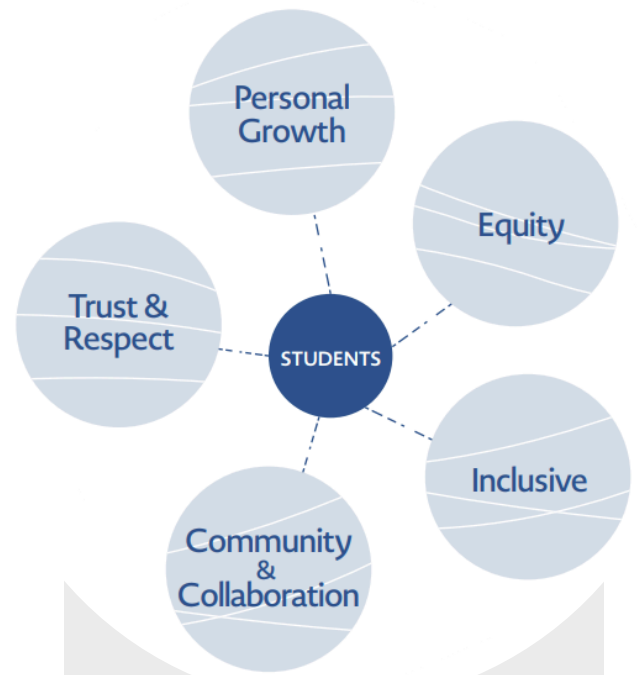 Personal
Growth
Equity
Trust &
Respect
STUDENTS
Inclusive
Community
&
Collaboration